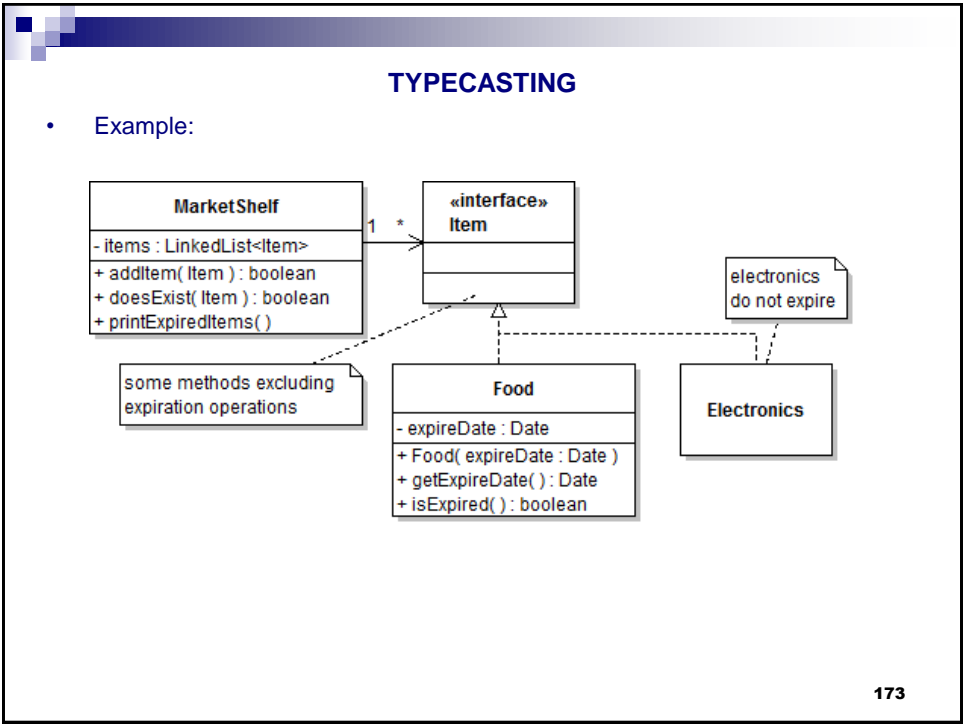 TYPECASTING
• Example:
MarketShelf
- items : LinkedList<Item>
+ addItem( Item ) : boolean
+ doesExist( Item ) : boolean
+ printExpiredItems( )
1 *
«interface»
Item
electronics
do not expire
some methods excluding
expiration operations
Food
- expireDate : Date
+ Food( expireDate : Date )
+ getExpireDate( ) : Date
+ isExpired( ) : boolean
Electronics
173